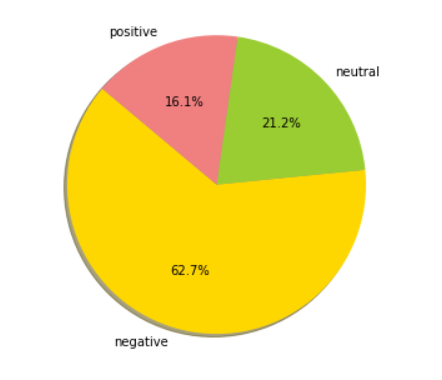 positive
neutral
16.1%
21.2%
62.7%
negative